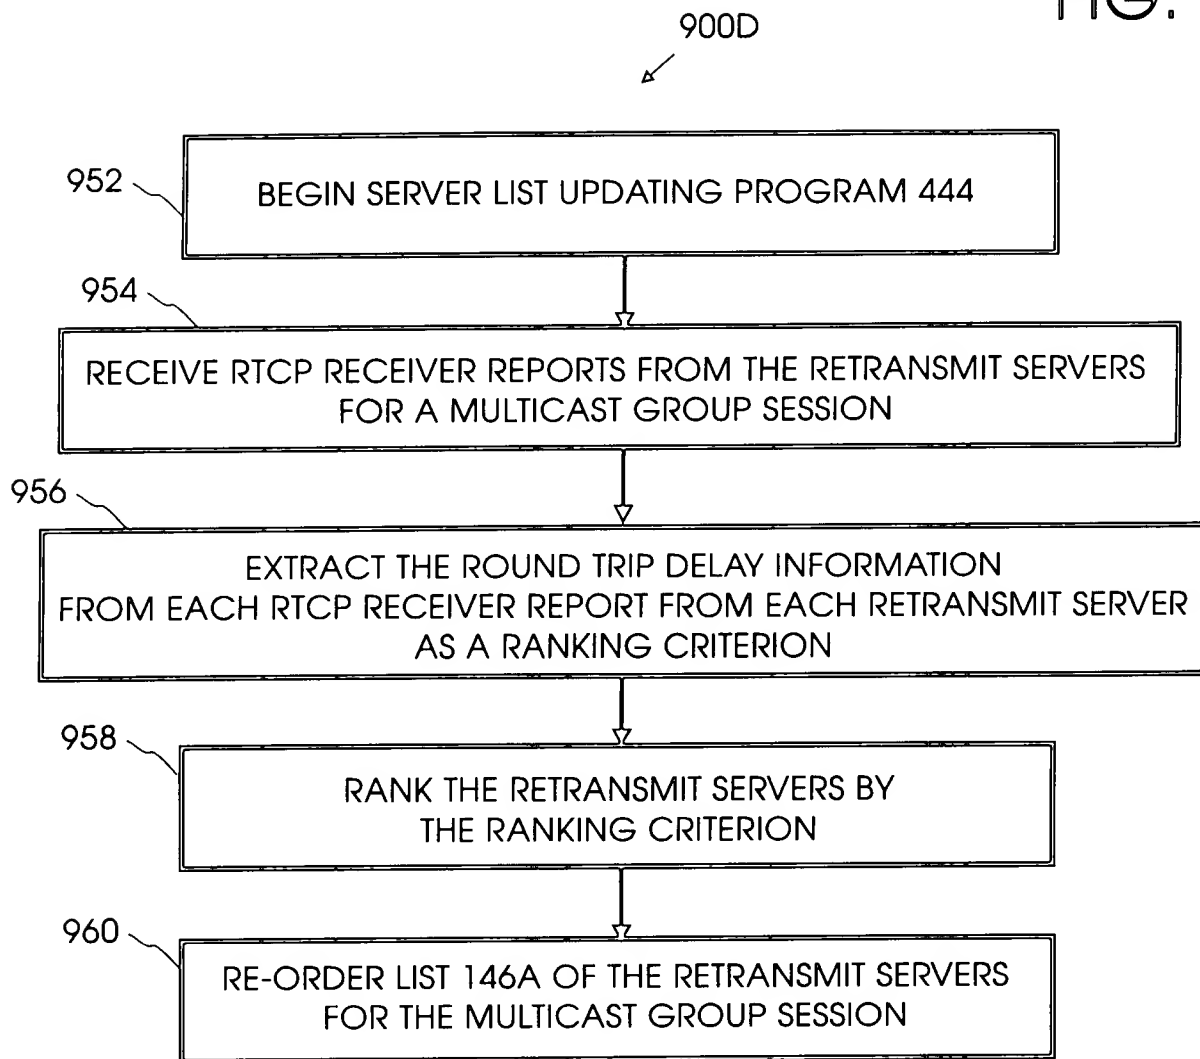 FIG.
900D
952
BEGIN SERVER LIST UPDATING PROGRAM 444
954
RECEIVE RTCP RECEIVER REPORTS FROM THE RETRANSMIT SERVERS
FOR A MULTICAST GROUP SESSION
956
EXTRACT THE ROUND TRIP DELAY INFORMATION
FROM EACH RTCP RECEIVER REPORT FROM EACH RETRANSMIT SERVER
AS A RANKING CRITERION
958
RANK THE RETRANSMIT SERVERS BY
THE RANKING CRITERION
960
RE-ORDER LIST 146A OF THE RETRANSMIT SERVERS
FOR THE MULTICAST GROUP SESSION